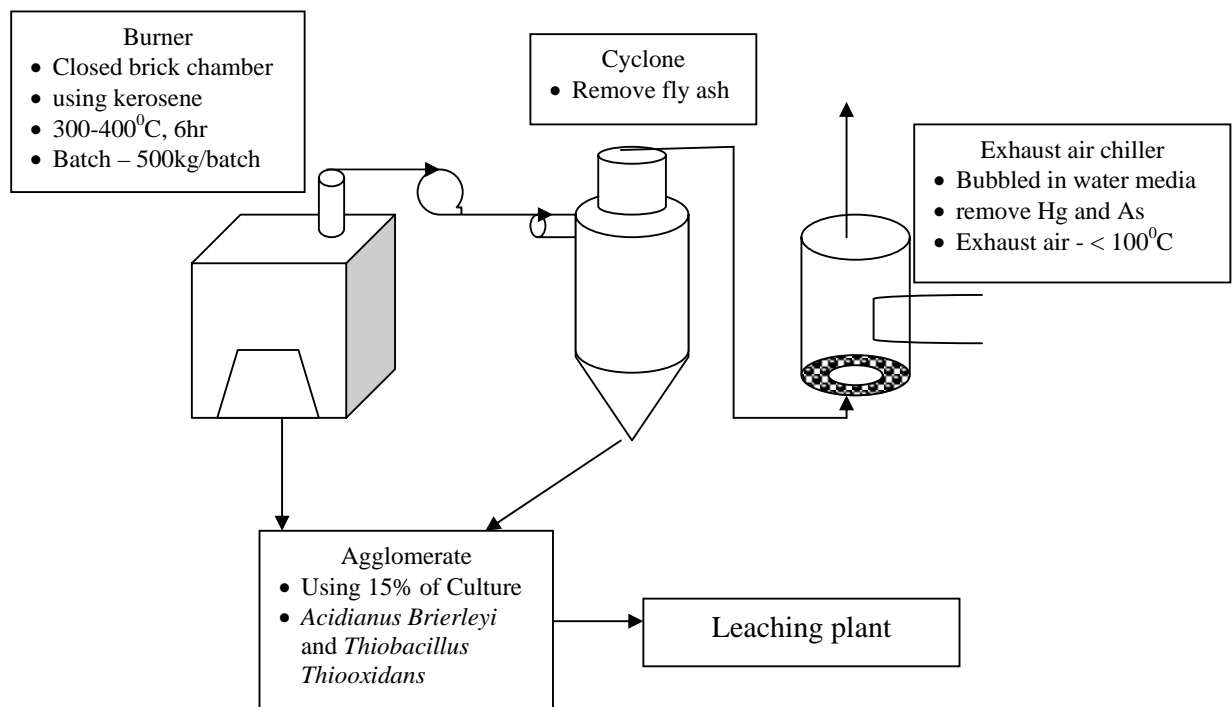 Burner
• Closed brick chamber
• using kerosene
• 300-400⁰C, 6hr
• Batch – 500kg/batch
Cyclone
• Remove fly ash
Exhaust air chiller
• Bubbled in water media
• remove Hg and As
• Exhaust air - < 100⁰C
Agglomerate
• Using 15% of Culture
• Acidianus Brierleyi
and Thiobacillus
Thiooxidans
Leaching plant